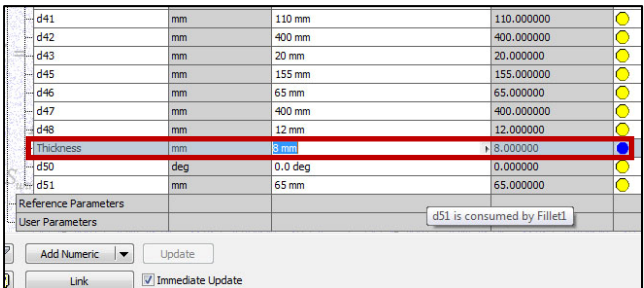 d41 mm 110 mm 110.000000
d42 mm 400 mm 400.000000
d43 mm 20 mm 20.000000
d45 mm 155 mm 155.000000
d46 mm 65 mm 65.000000
d47 mm 400 mm 400.000000
d48 mm 12 mm 12.000000
Thickness mm 8 mm 8.000000
d50 deg 0.0 deg 0.000000
d51 mm 65 mm 65.000000
Reference Parameters
d51 is consumed by Fillet1
User Parameters
Add Numeric Update
Link Immediate Update